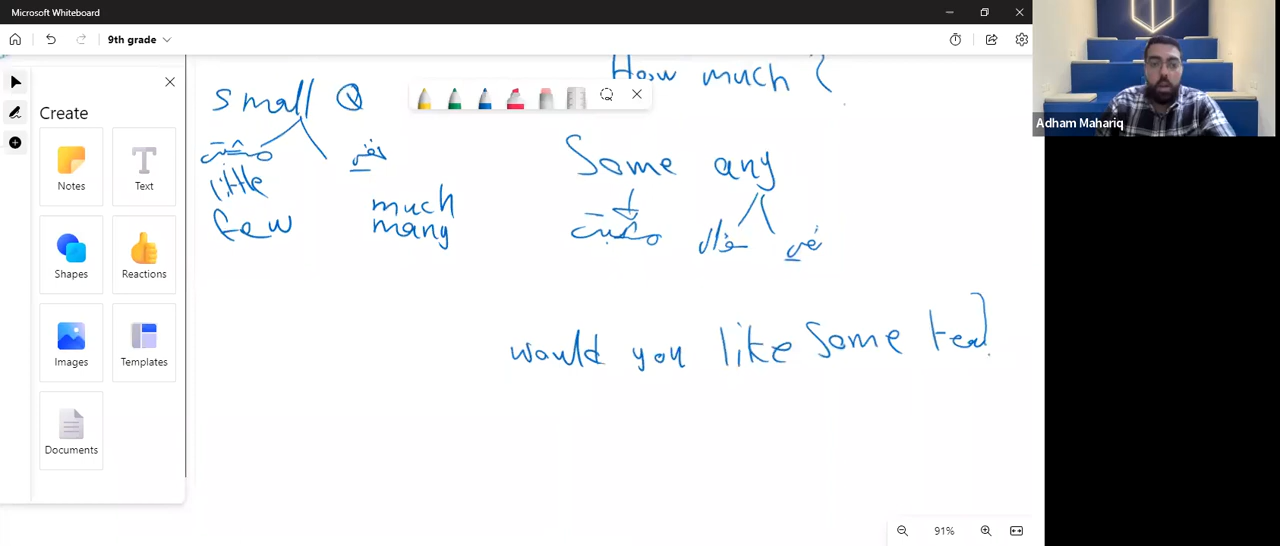 Microsoft Whiteboard
9th grade
Create
Notes
Text
Shapes
Reactions
Images
Templates
Documents
small Q
مثبت نفي
little
few
much
many
How much ?
Some any
مثبت سؤال نفي
would you like some tea?
91%
Adham Mahariq